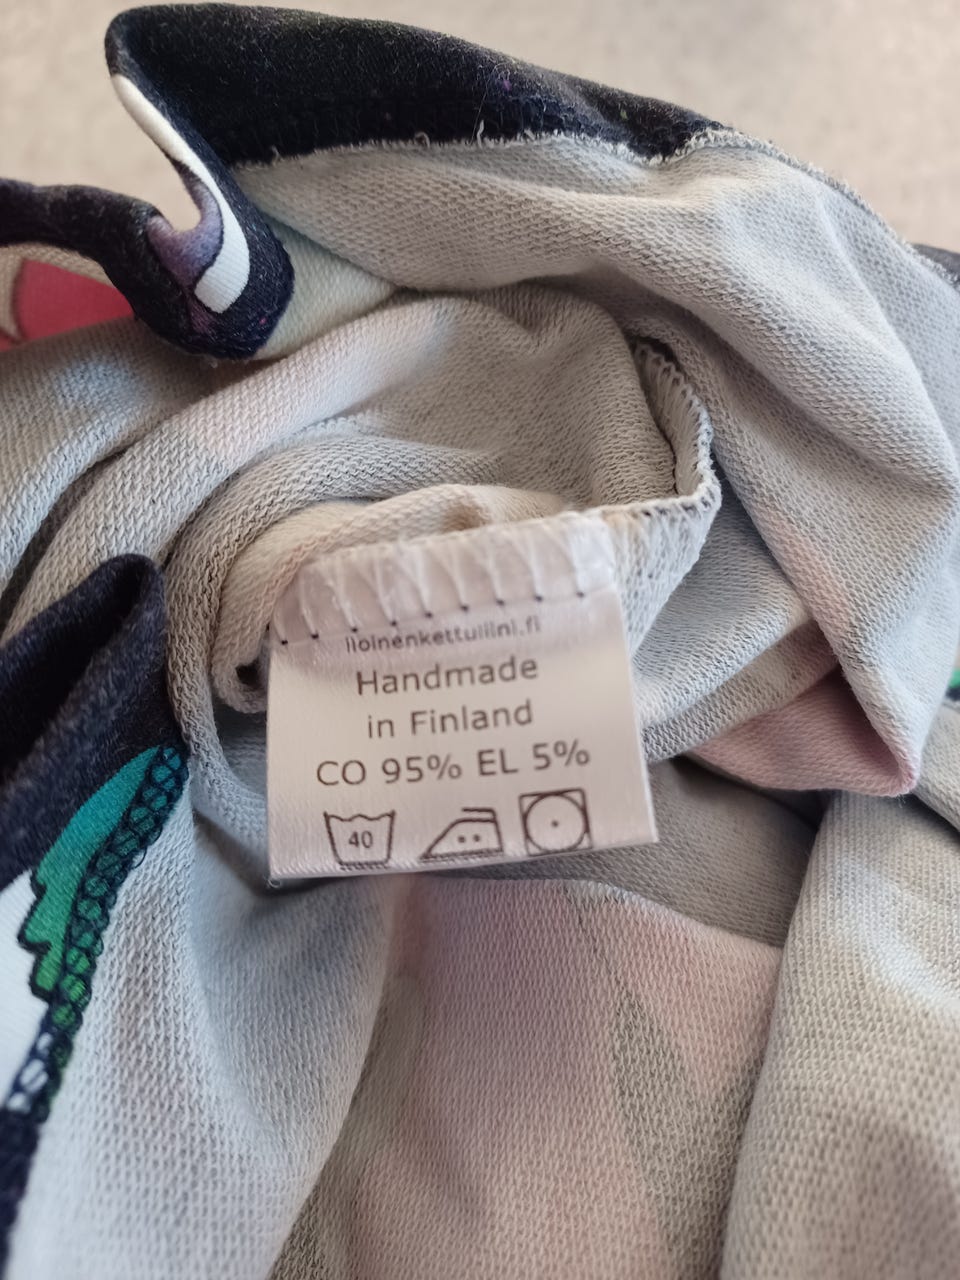 iloinenkettuliini.fi
Handmade
in Finland
CO 95% EL 5%
40